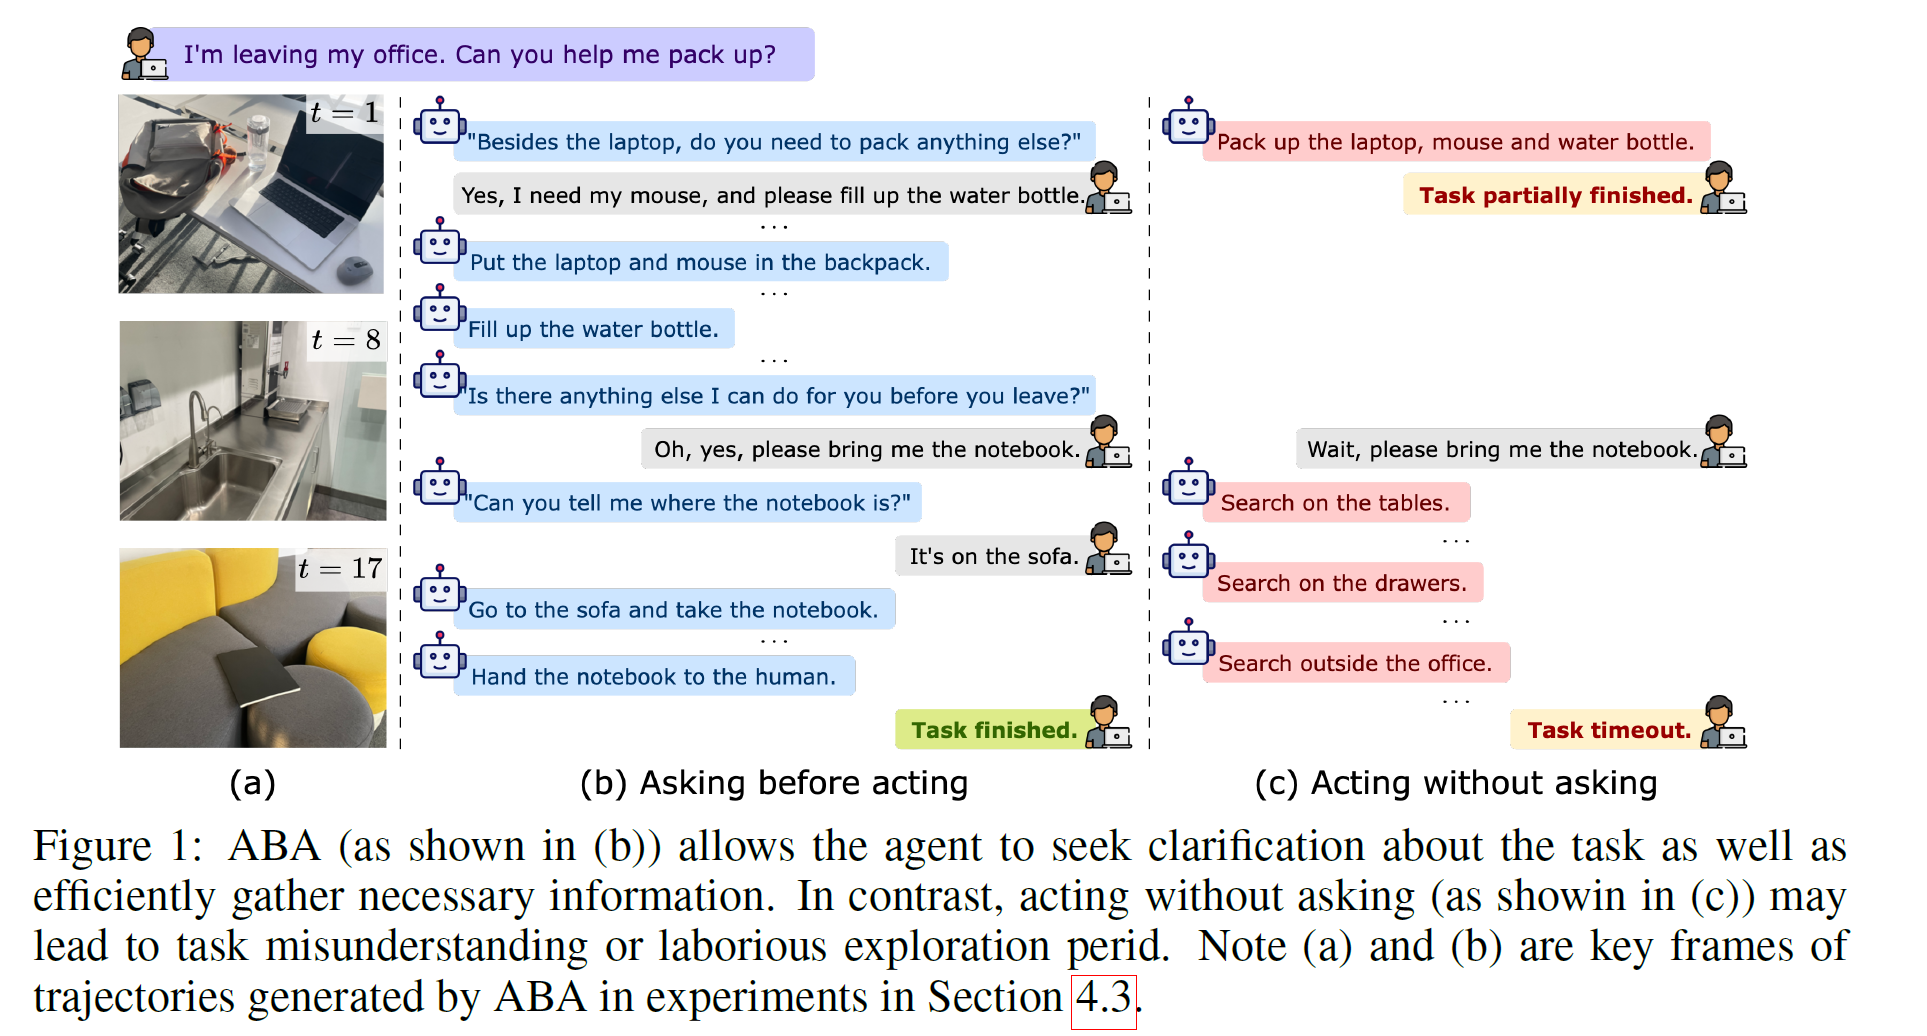 I'm leaving my office. Can you help me pack up?
t = 1
t = 8
t = 17
(a)
"Besides the laptop, do you need to pack anything else?"
Yes, I need my mouse, and please fill up the water bottle.
...
Put the laptop and mouse in the backpack.
...
Fill up the water bottle.
...
"Is there anything else I can do for you before you leave?"
Oh, yes, please bring me the notebook.
"Can you tell me where the notebook is?"
It's on the sofa.
Go to the sofa and take the notebook.
...
Hand the notebook to the human.
Task finished.
(b) Asking before acting
Pack up the laptop, mouse and water bottle.
Task partially finished.
Wait, please bring me the notebook.
Search on the tables.
...
Search on the drawers.
...
Search outside the office.
...
Task timeout.
(c) Acting without asking
Figure 1: ABA (as shown in (b)) allows the agent to seek clarification about the task as well as
efficiently gather necessary information. In contrast, acting without asking (as showin in (c)) may
lead to task misunderstanding or laborious exploration perid. Note (a) and (b) are key frames of
trajectories generated by ABA in experiments in Section 4.3.